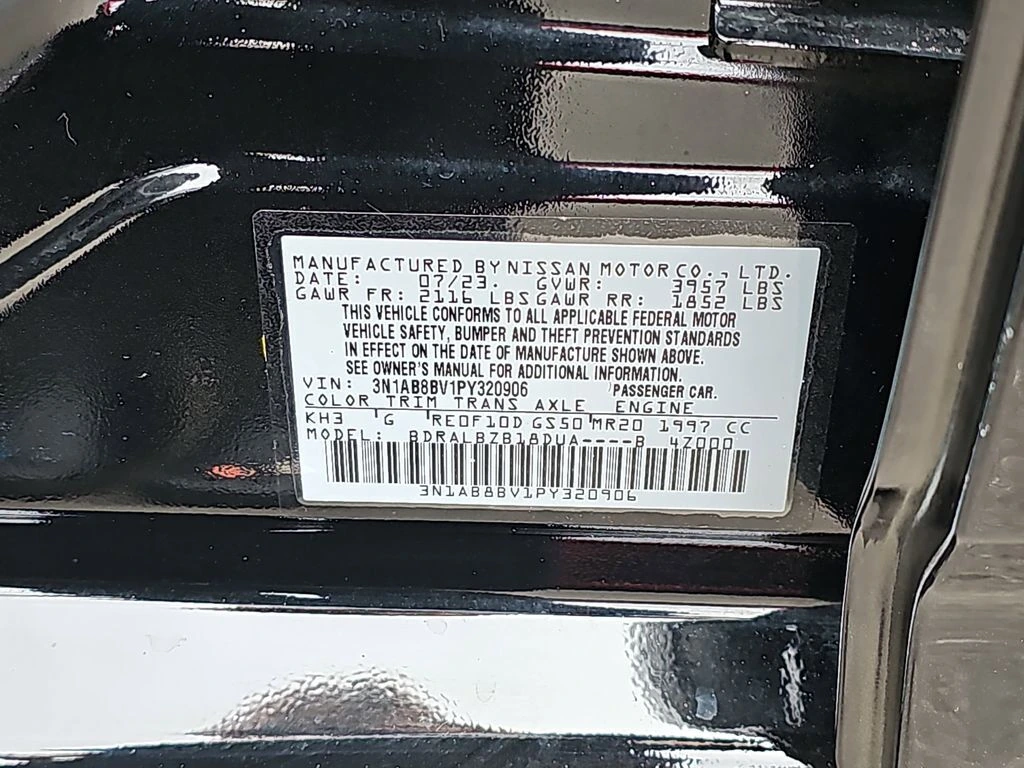 MANUFACTURED BY NISSAN MOTOR CO., LTD.
DATE: 07/23. GVWR: 3957 LBS
GAWR FR: 2116 LBS GAWR RR: 1852 LBS
THIS VEHICLE CONFORMS TO ALL APPLICABLE FEDERAL MOTOR
VEHICLE SAFETY, BUMPER AND THEFT PREVENTION STANDARDS
IN EFFECT ON THE DATE OF MANUFACTURE SHOWN ABOVE.
SEE OWNER'S MANUAL FOR ADDITIONAL INFORMATION.
VIN: 3N1AB8BV1PY320906 PASSENGER CAR.
COLOR TRIM TRANS AXLE ENGINE
KH3 G RE0F10D GS50 MR20 1997 CC
MODEL: BDRALBZB18DUA----B 4Z000
3N1AB8BV1PY320906